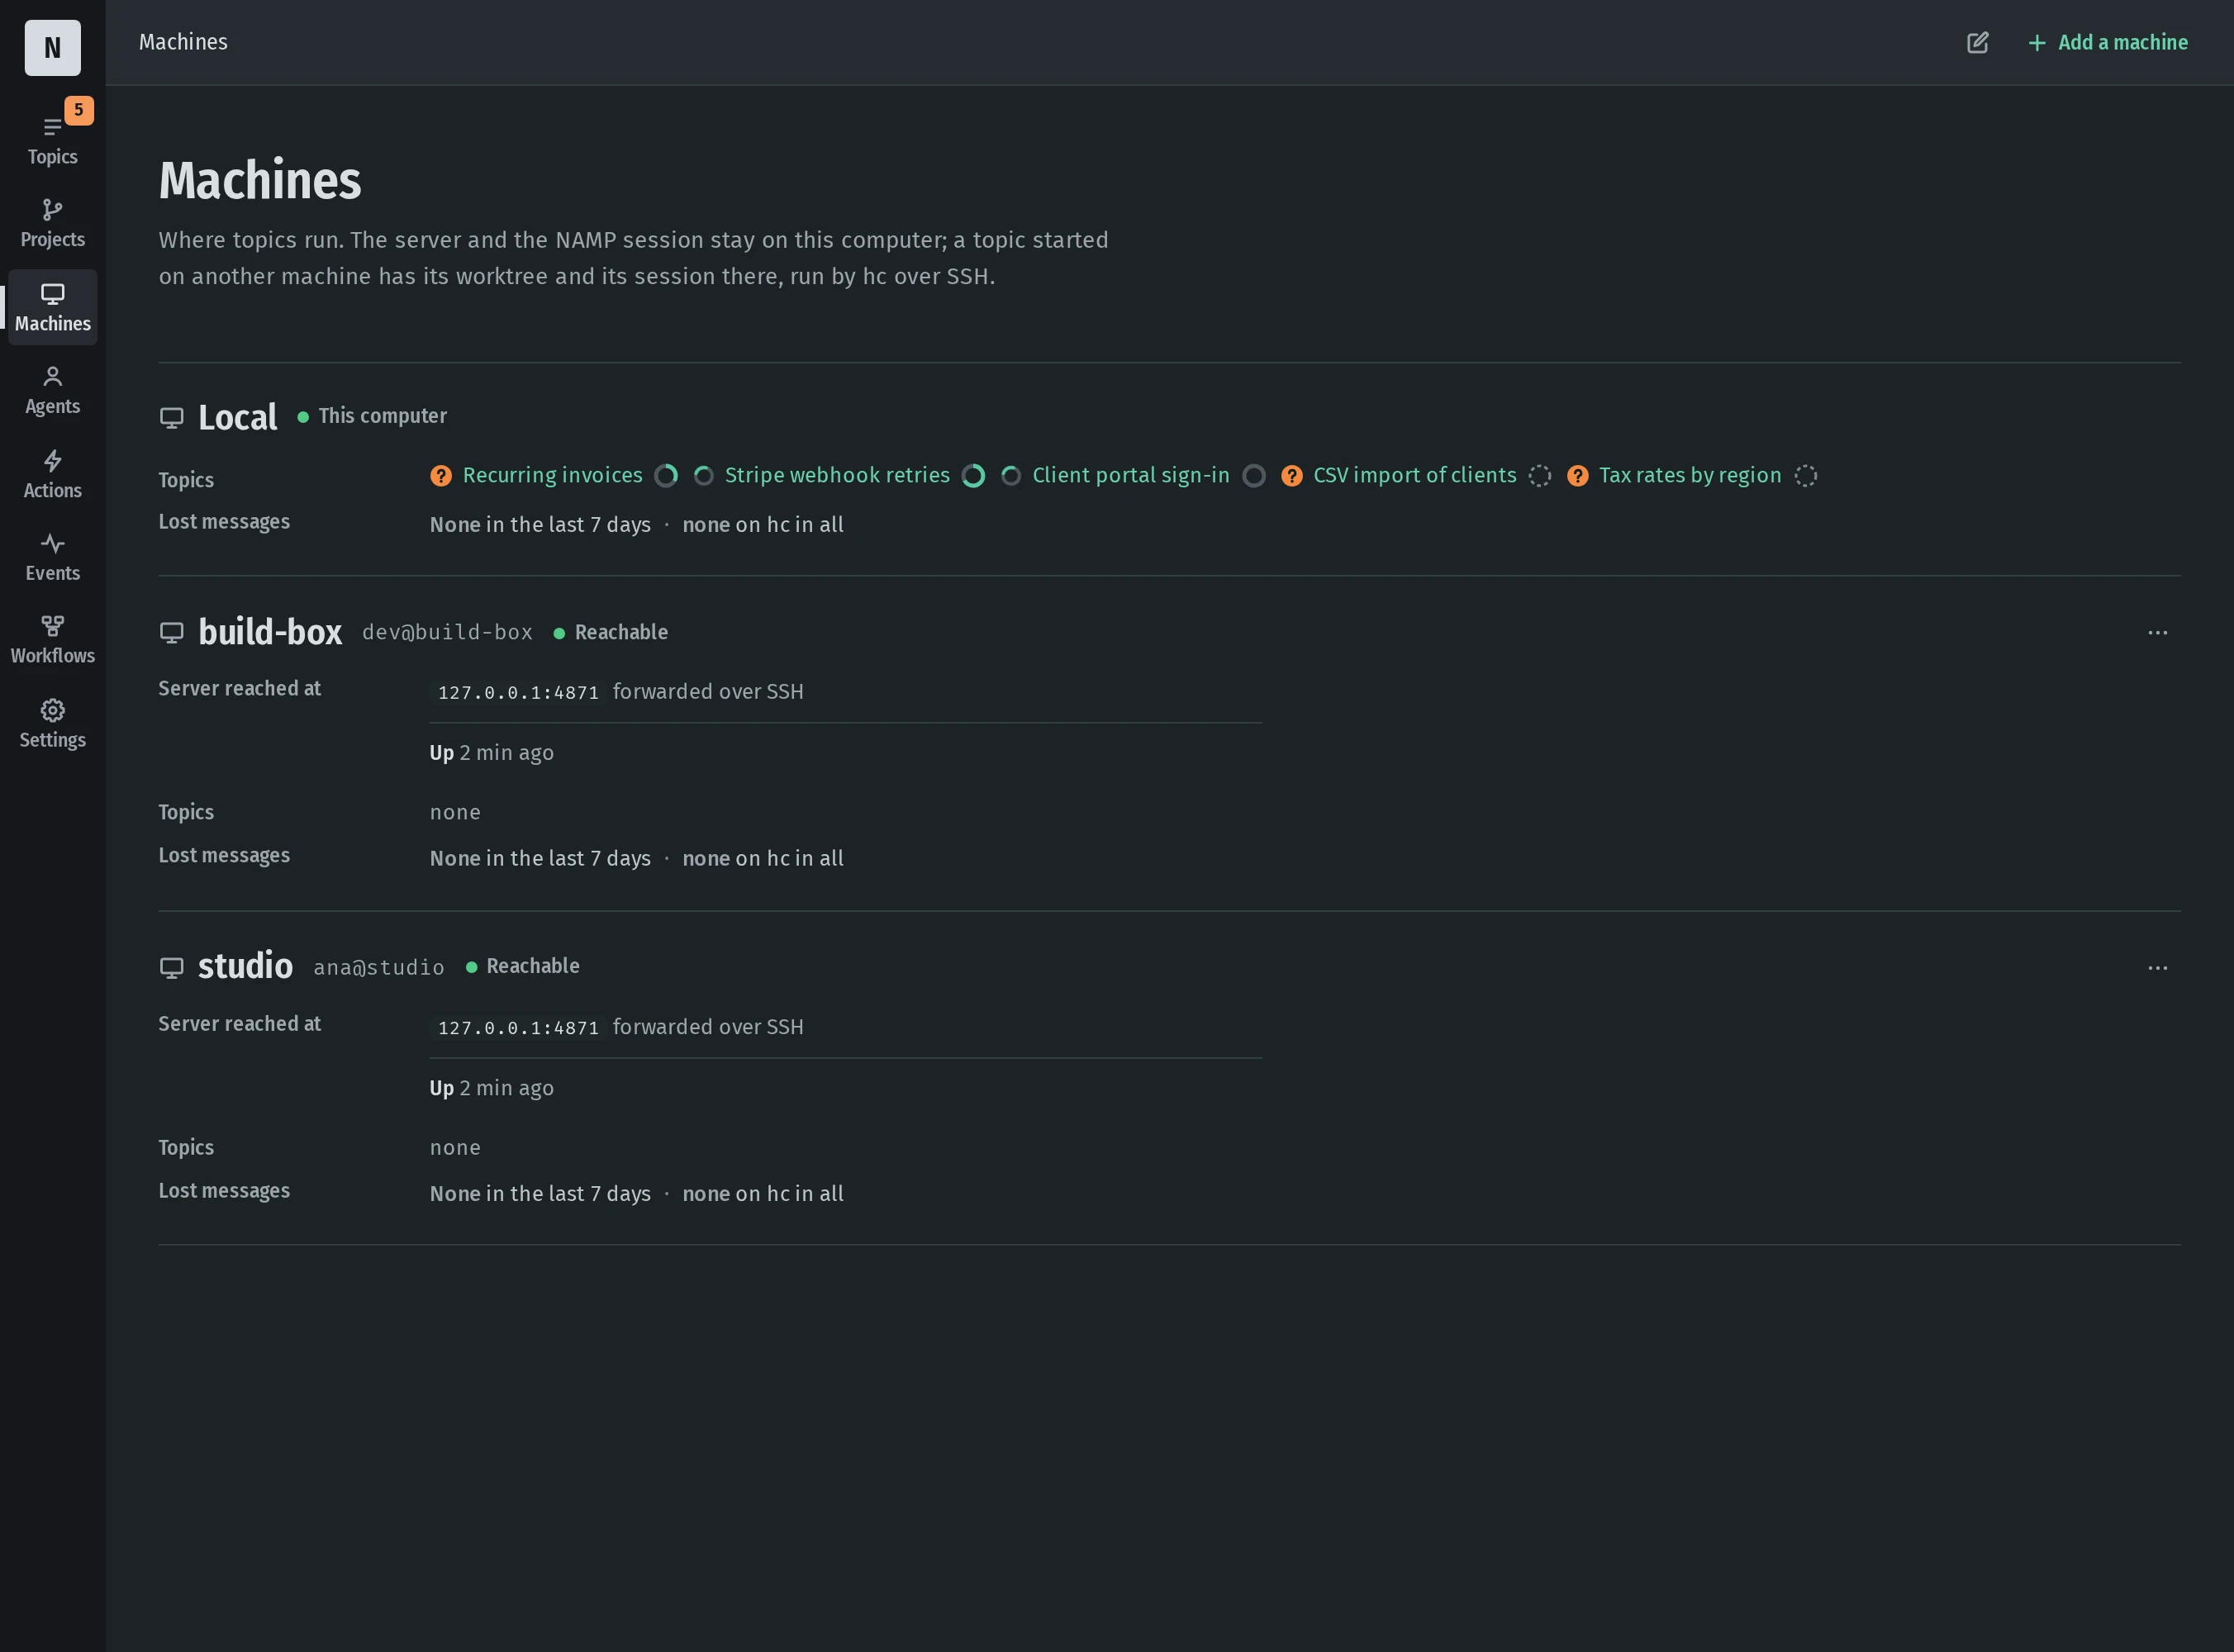 N
Machines
Add a machine
5
Topics
Projects
Machines
Agents
Actions
Events
Workflows
Settings
Machines
Where topics run. The server and the NAMP session stay on this computer; a topic started
on another machine has its worktree and its session there, run by hc over SSH.
Local This computer
Topics ? Recurring invoices Stripe webhook retries Client portal sign-in ? CSV import of clients ? Tax rates by region
Lost messages None in the last 7 days · none on hc in all
build-box dev@build-box Reachable ...
Server reached at 127.0.0.1:4871 forwarded over SSH
Up 2 min ago
Topics none
Lost messages None in the last 7 days · none on hc in all
studio ana@studio Reachable ...
Server reached at 127.0.0.1:4871 forwarded over SSH
Up 2 min ago
Topics none
Lost messages None in the last 7 days · none on hc in all